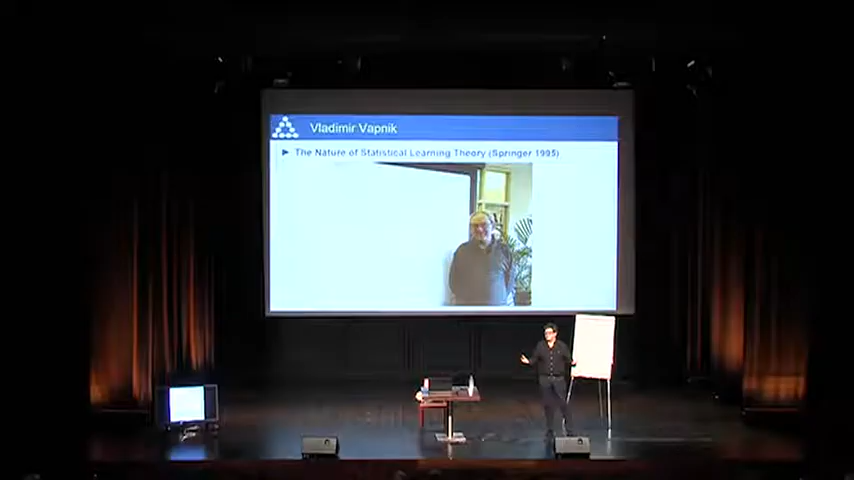 Vladimir Vapnik
► The Nature of Statistical Learning Theory (Springer 1995)